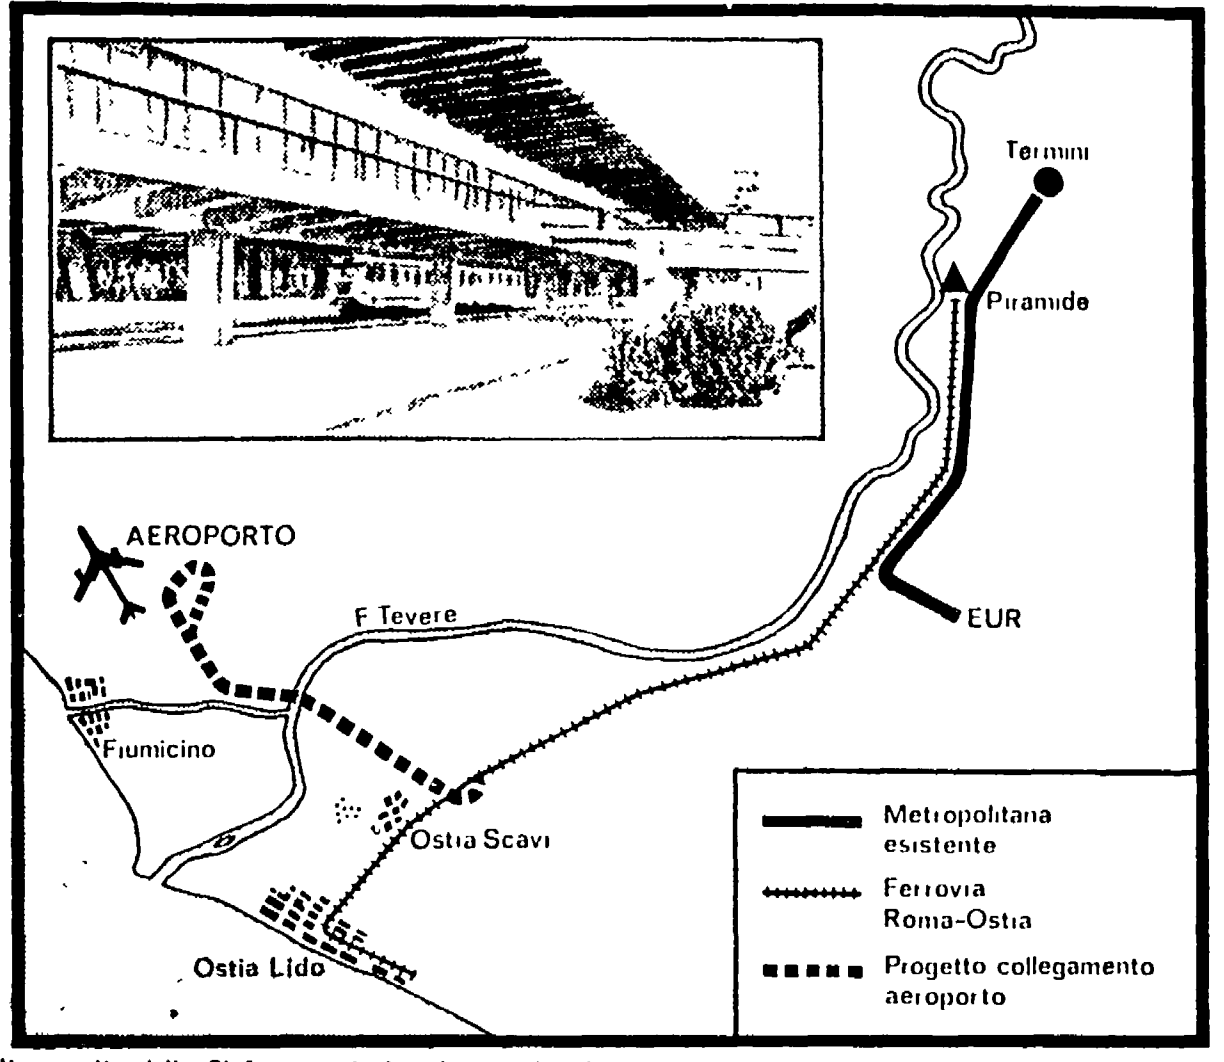 Termini
Piramide
AEROPORTO
F Tevere
EUR
Fiumicino
Ostia Scavi
Ostia Lido
Metropolitana
esistente
Ferrovia
Roma-Ostia
Progetto collegamento
aeroporto